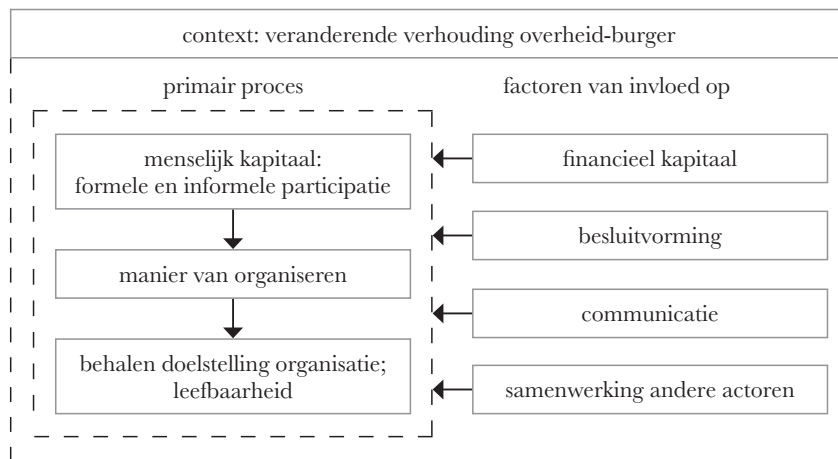 context: veranderende verhouding overheid-burger
primair proces
factoren van invloed op
menselijk kapitaal:
formele en informele participatie
manier van organiseren
behalen doelstelling organisatie;
leefbaarheid
financieel kapitaal
besluitvorming
communicatie
samenwerking andere actoren